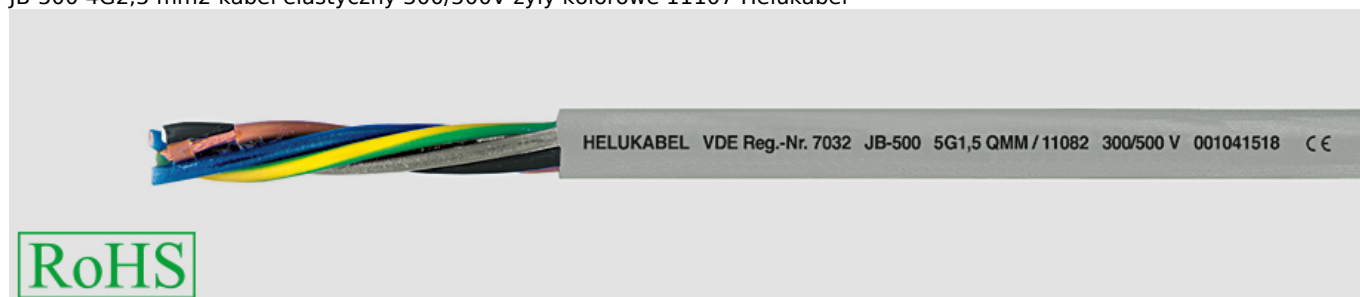 JB-500 4G2,5 mm2 kabel elastyczny 300/500V żyły kolorowe 11107 Helukabel
HELUKABEL VDE Reg.-Nr. 7032 JB-500 5G1,5 QMM / 11082 300/500 V 001041518 CE
RoHS